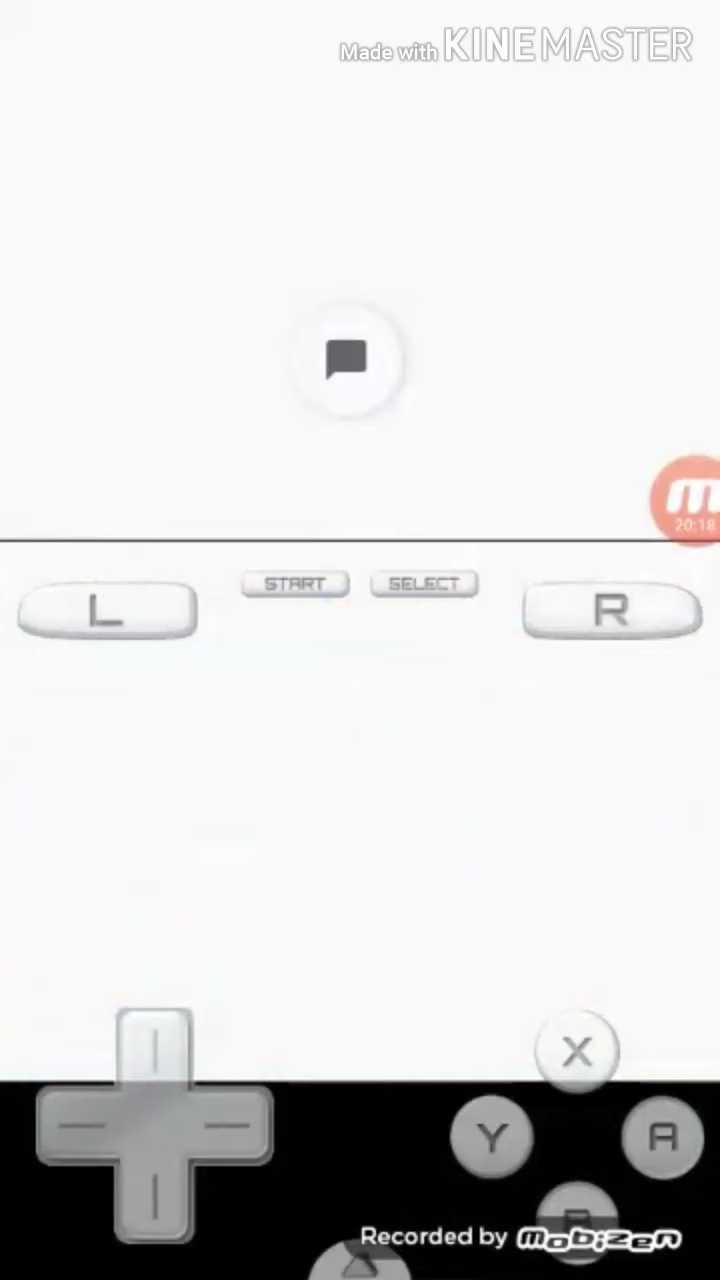 Made with KINEMASTER
m
20:18
START SELECT
L R
X
Y A
B
Recorded by mobizen